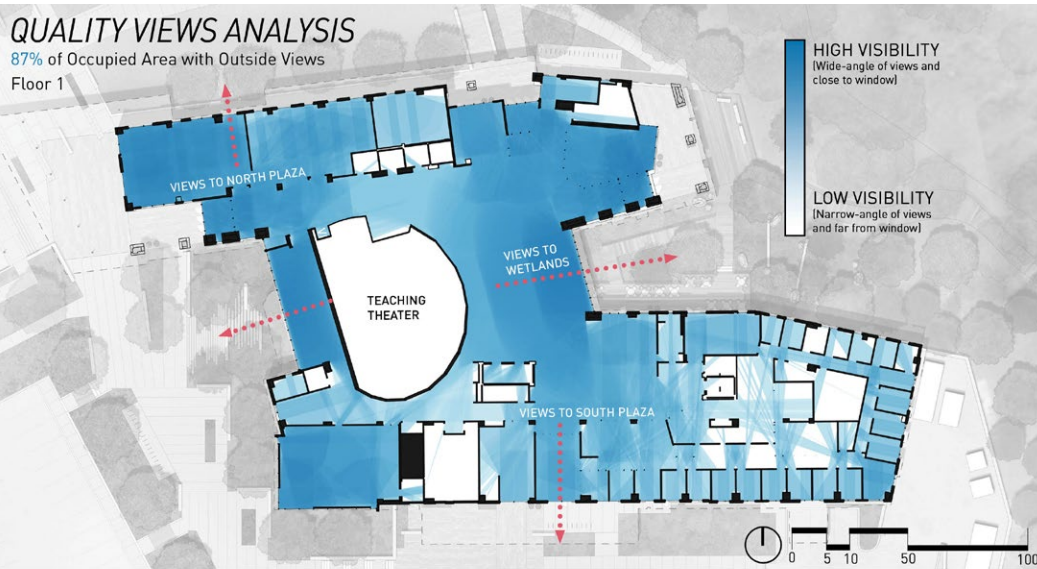 QUALITY VIEWS ANALYSIS
87% of Occupied Area with Outside Views
Floor 1
HIGH VISIBILITY
(Wide-angle of views and
close to window)
LOW VISIBILITY
(Narrow-angle of views
and far from window)
VIEWS TO NORTH PLAZA
VIEWS TO
WETLANDS
TEACHING
THEATER
VIEWS TO SOUTH PLAZA
0 5 10 50 100